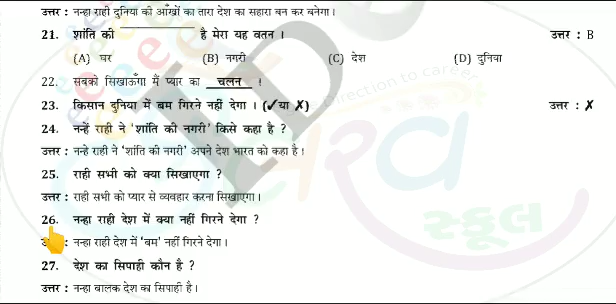 उत्तर : नन्हा राही दुनिया की आँखों का तारा देश का सहारा बन कर बनेगा।
21. शांति की ____________ है मेरा यह वतन । उत्तर : B
(A) घर (B) नगरी (C) देश (D) दुनिया
22. सबको सिखाऊँगा मैं प्यार का चलन !
23. किसान दुनिया में बम गिरने नहीं देगा । (✓या ✗) उत्तर : ✗
24. नन्हें राही ने 'शांति की नगरी' किसे कहा है ?
उत्तर : नन्हे राही ने 'शांति की नगरी' अपने देश भारत को कहा है।
25. राही सभी को क्या सिखाएगा ?
उत्तर : राही सभी को प्यार से व्यवहार करना सिखाएगा।
26. नन्हा राही देश में क्या नहीं गिरने देगा ?
: नन्हा राही देश में 'बम' नहीं गिरने देगा।
27. देश का सिपाही कौन है ?
उत्तर : नन्हा बालक देश का सिपाही है।
irection to career
સ્કૂલ